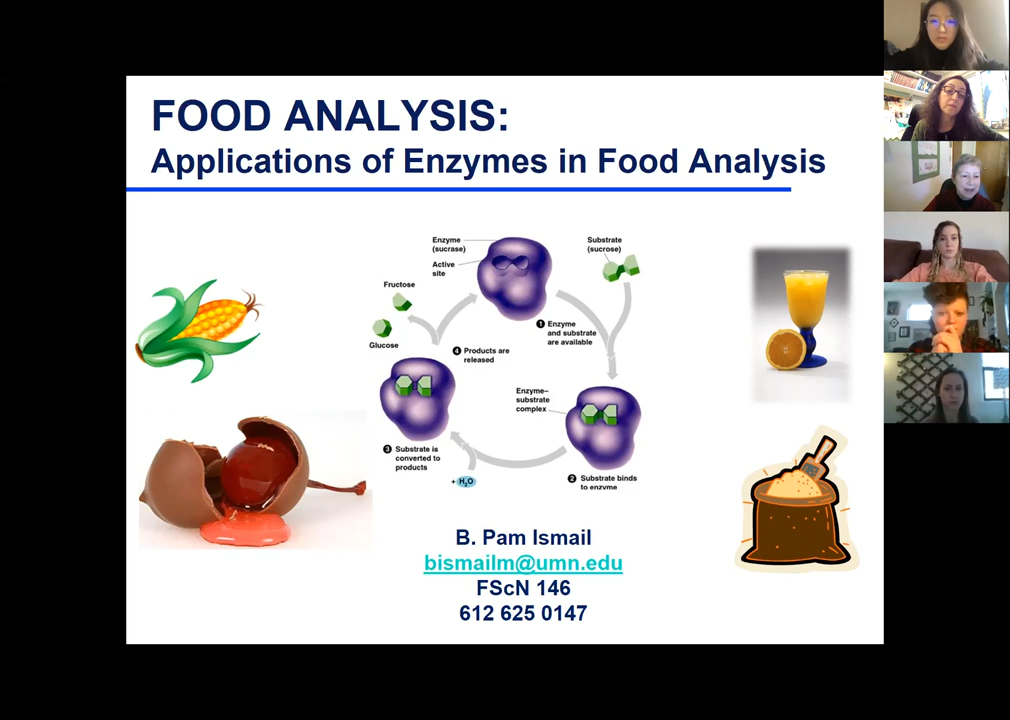 FOOD ANALYSIS:
Applications of Enzymes in Food Analysis
Enzyme
(sucrase)
Active
site
Substrate
(sucrose)
Fructose
Glucose
1 Enzyme
and substrate
are available
4 Products are
released
Enzyme–
substrate
complex
3 Substrate is
converted to
products
+ H₂O
2 Substrate binds
to enzyme
B. Pam Ismail
bismailm@umn.edu
FScN 146
612 625 0147